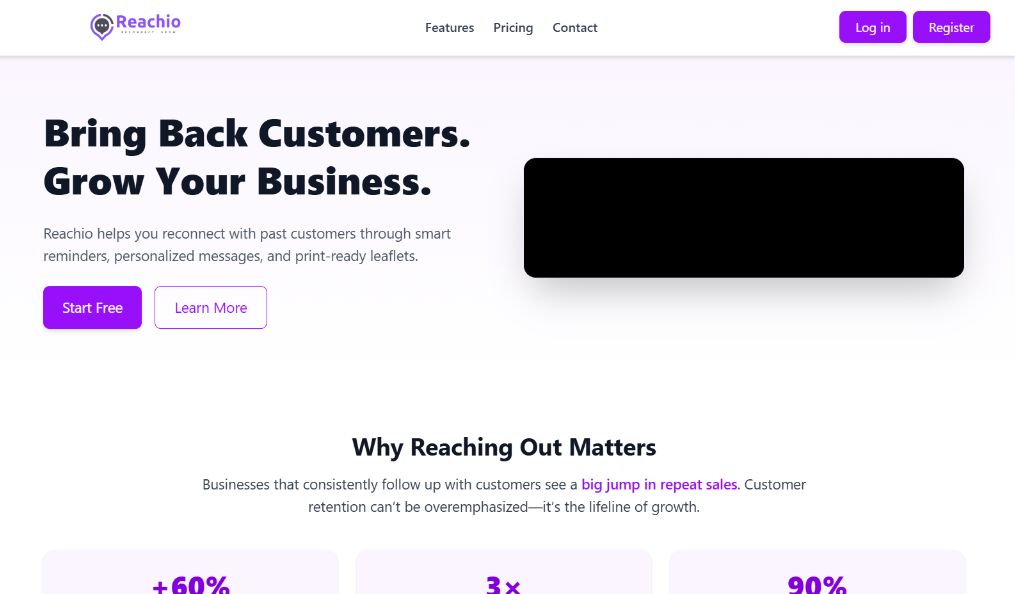 Reachio
Features
Pricing
Contact
Log in
Register
Bring Back Customers.
Grow Your Business.
Reachio helps you reconnect with past customers through smart
reminders, personalized messages, and print-ready leaflets.
Start Free
Learn More
Why Reaching Out Matters
Businesses that consistently follow up with customers see a big jump in repeat sales. Customer
retention can't be overemphasized—it's the lifeline of growth.
+60%
3×
90%